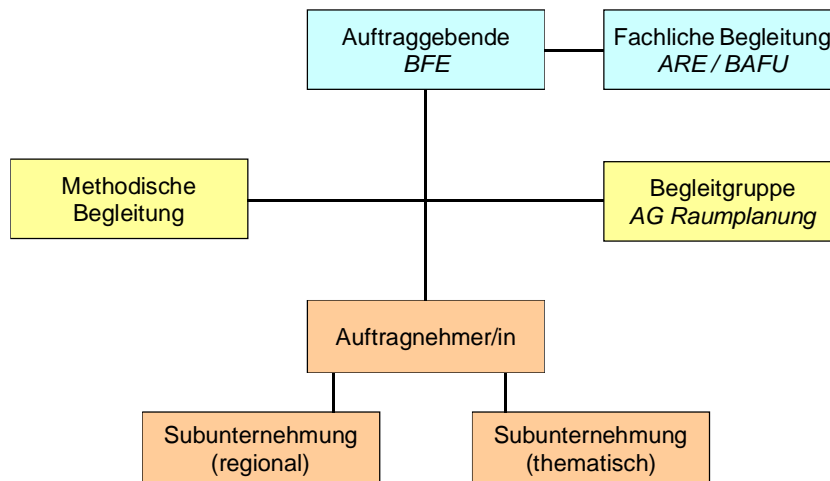 Auftraggebende
BFE
Fachliche Begleitung
ARE / BAFU
Methodische
Begleitung
Begleitgruppe
AG Raumplanung
Auftragnehmer/in
Subunternehmung
(regional)
Subunternehmung
(thematisch)